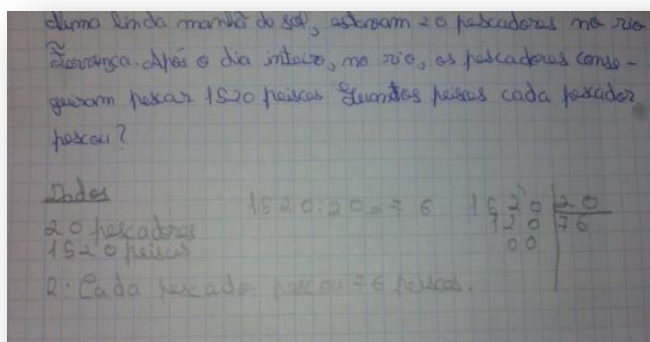 Numa linda manhã de sol, estavam 20 pescadores no rio
Após o dia inteiro, no rio, os pescadores conse-
guiram pescar 1520 peixes Quantos peixes cada pescador
pescou?
Dados
1520:20=76
1520 20
20 pescadores
120 76
1520 peixes
00
R: Cada pescador pescou 76 peixes.